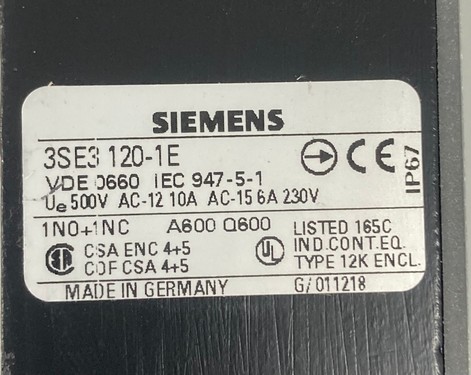 SIEMENS
3SE3 120-1E
IP67
VDE 0660 IEC 947-5-1
Ue 500V AC-12 10A AC-15 6A 230V
1NO+1NC A600 Q600 LISTED 165C
CSA ENC 4+5 UL IND.CONT.EQ.
COF CSA 4+5 TYPE 12K ENCL.
MADE IN GERMANY G/011218